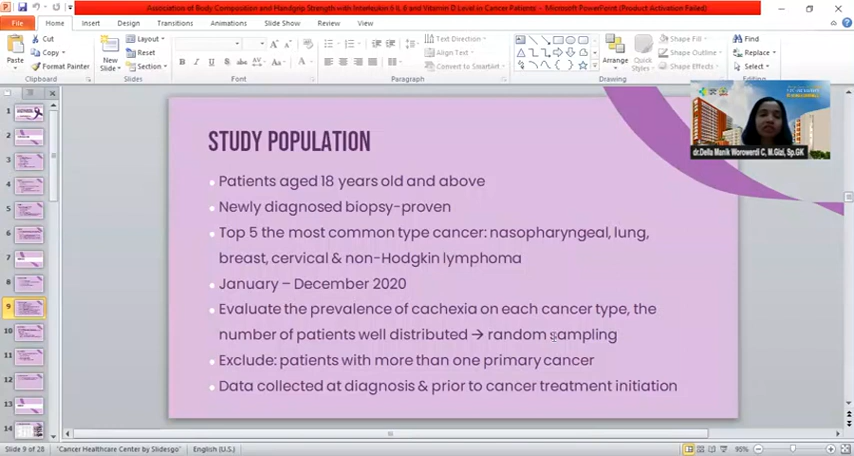 Association of Body Composition and Handgrip Strength with Interleukin 6-IL 6 and Vitamin D Level in Cancer Patients - Microsoft PowerPoint (Product Activation Failed)
File Home Insert Design Transitions Animations Slide Show Review View
Cut
Copy
Format Painter
Paste
Clipboard
New
Slide
Layout
Reset
Section
Slides
Font
Text Direction
Align Text
Convert to SmartArt
Paragraph
Arrange
Quick
Styles
Shape Fill
Shape Outline
Shape Effects
Drawing
Find
Replace
Select
Editing
dr.Della Manik Worowerdi C, M.Gizi, Sp.GK
1
2
3
4
5
6
7
8
9
10
11
12
13
14
STUDY POPULATION
Patients aged 18 years old and above
Newly diagnosed biopsy-proven
Top 5 the most common type cancer: nasopharyngeal, lung,
breast, cervical & non-Hodgkin lymphoma
January – December 2020
Evaluate the prevalence of cachexia on each cancer type, the
number of patients well distributed → random sampling
Exclude: patients with more than one primary cancer
Data collected at diagnosis & prior to cancer treatment initiation
Slide 9 of 28 "Cancer Healthcare Center by Slidesgo" English (U.S.) 95%